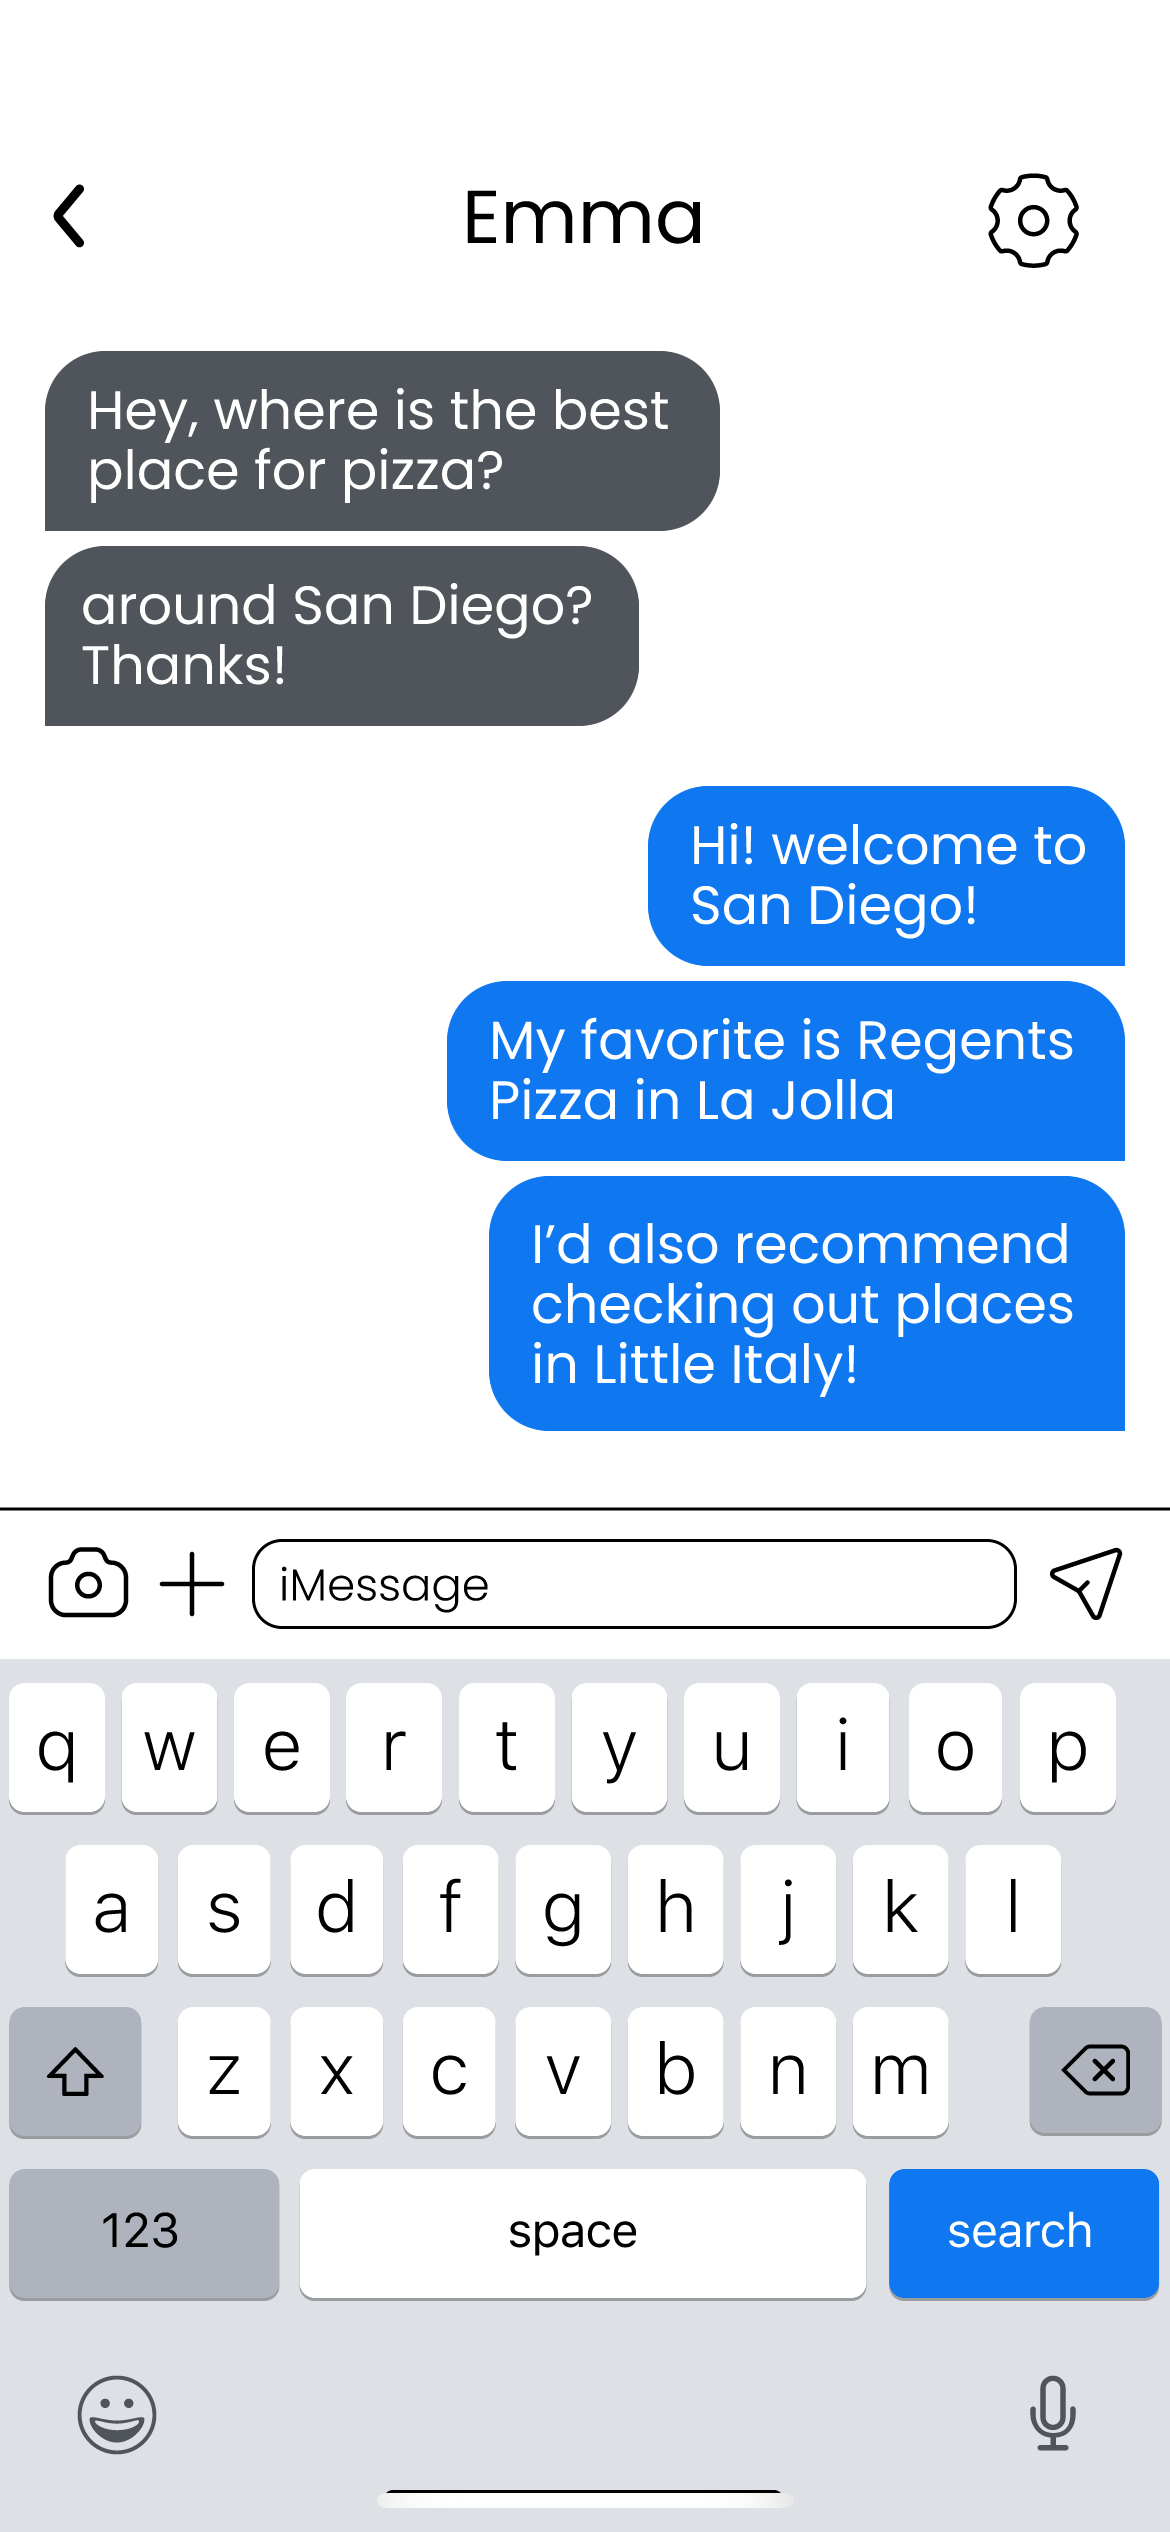 Emma
Hey, where is the best
place for pizza?
around San Diego?
Thanks!
Hi! welcome to
San Diego!
My favorite is Regents
Pizza in La Jolla
I’d also recommend
checking out places
in Little Italy!
iMessage
q w e r t y u i o p
a s d f g h j k l
z x c v b n m
123 space search